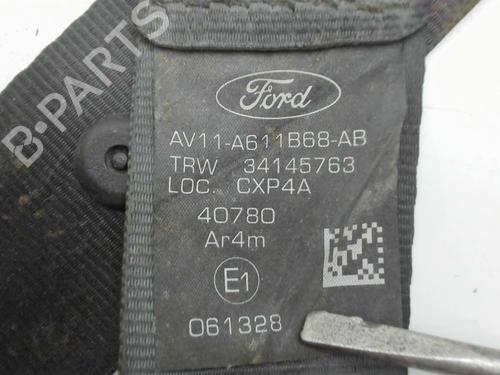 B-PARTS
Ford
AV11-A611B68-AB
TRW 34145763
LOC. CXP4A
40780
Ar4m
E1
061328